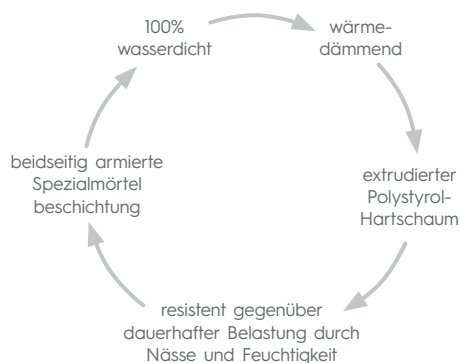 100%
wasserdicht
wärme-
dämmend
extrudierter
Polystyrol-
Hartschaum
resistent gegenüber
dauerhafter Belastung durch
Nässe und Feuchtigkeit
beidseitig armierte
Spezialmörtel
beschichtung